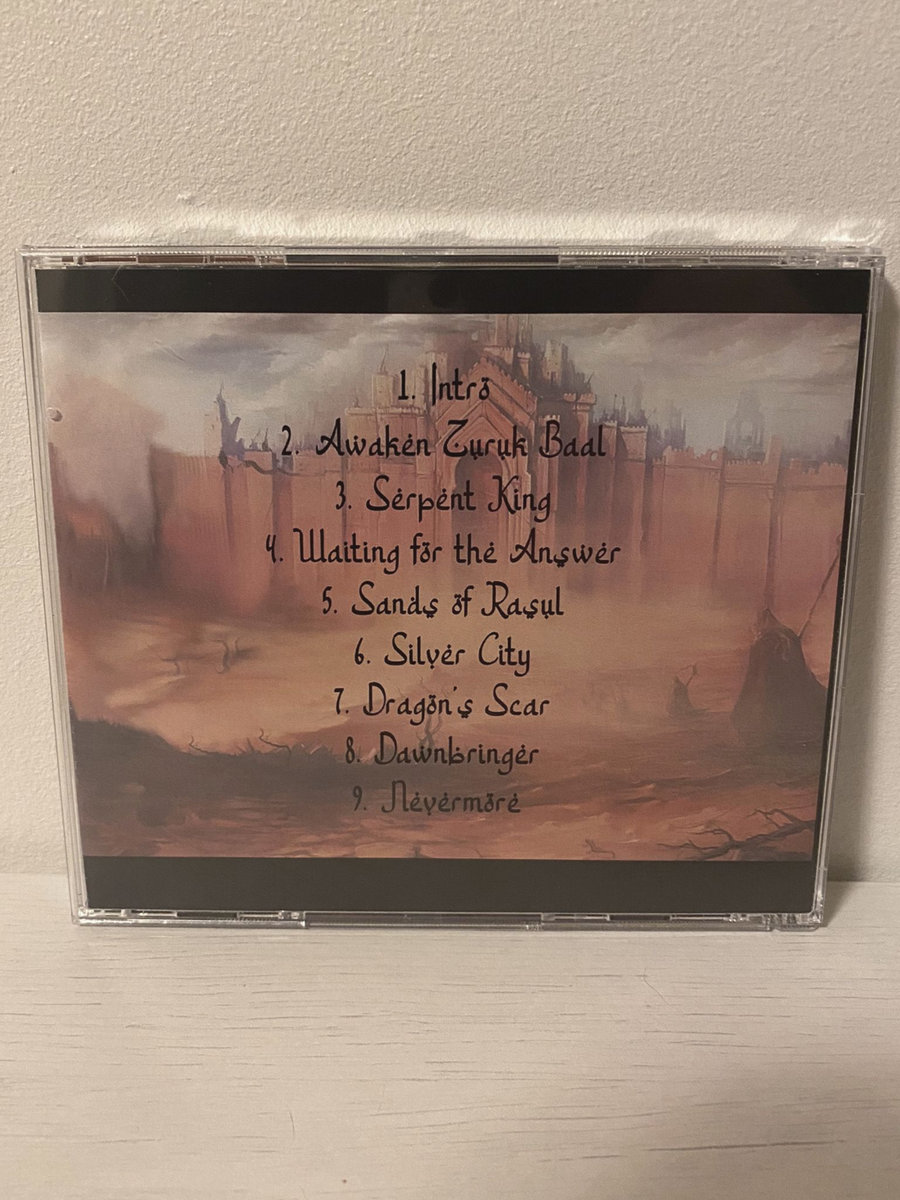 1. Intro
2. Awaken Turuk Baal
3. Serpent King
4. Waiting for the Answer
5. Sands of Rasul
6. Silver City
7. Dragon's Scar
8. Dawnbringer
9. Nevermore